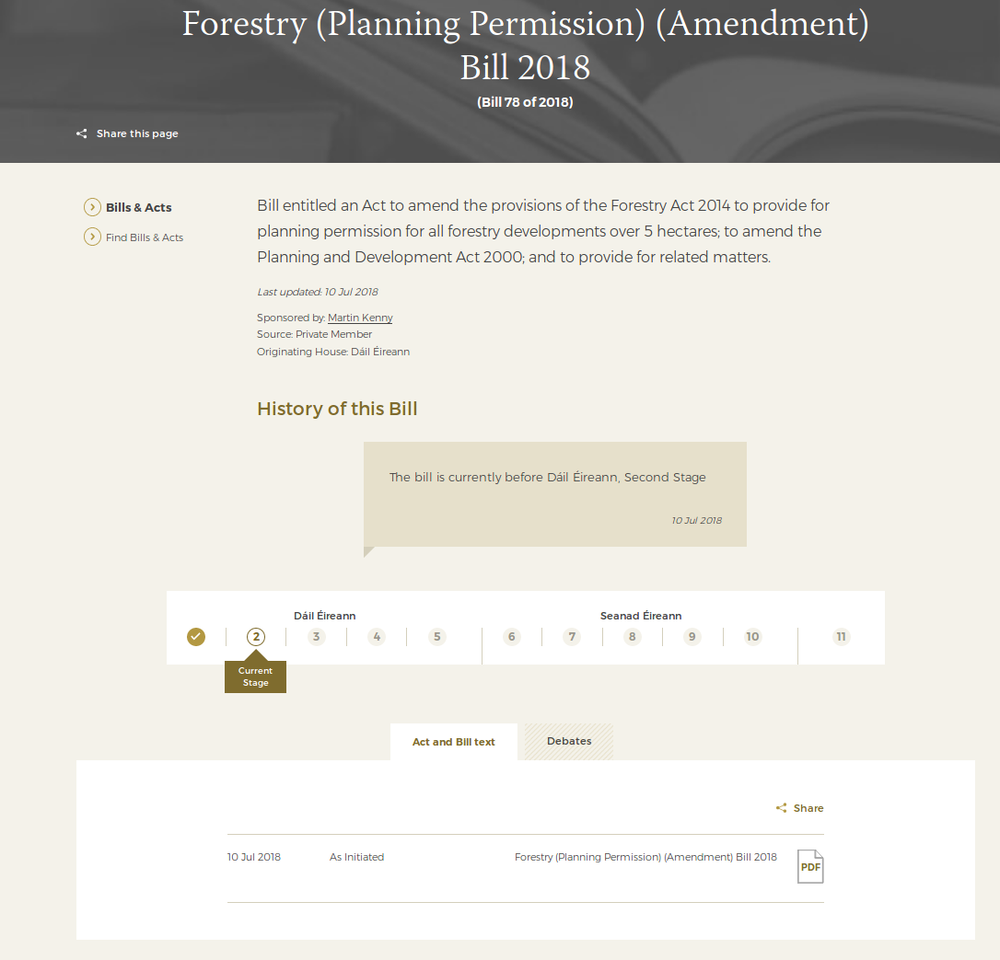 Forestry (Planning Permission) (Amendment)
Bill 2018
(Bill 78 of 2018)
Share this page
Bills & Acts
Find Bills & Acts
Bill entitled an Act to amend the provisions of the Forestry Act 2014 to provide for
planning permission for all forestry developments over 5 hectares; to amend the
Planning and Development Act 2000; and to provide for related matters.
Last updated: 10 Jul 2018
Sponsored by: Martin Kenny
Source: Private Member
Originating House: Dáil Éireann
History of this Bill
The bill is currently before Dáil Éireann, Second Stage
10 Jul 2018
Dáil Éireann Seanad Éireann
2 3 4 5 6 7 8 9 10 11
Current
Stage
Act and Bill text Debates
Share
10 Jul 2018 As Initiated Forestry (Planning Permission) (Amendment) Bill 2018 PDF